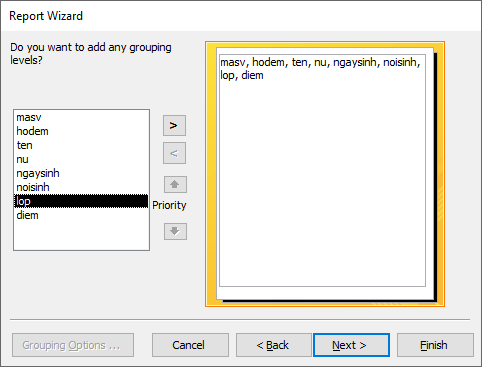 Report Wizard
Do you want to add any grouping
levels?
masv
hodem
ten
nu
ngaysinh
noisinh
lop
diem
>
<
Priority
masv, hodem, ten, nu, ngaysinh, noisinh,
lop, diem
Grouping Options ...
Cancel
< Back
Next >
Finish